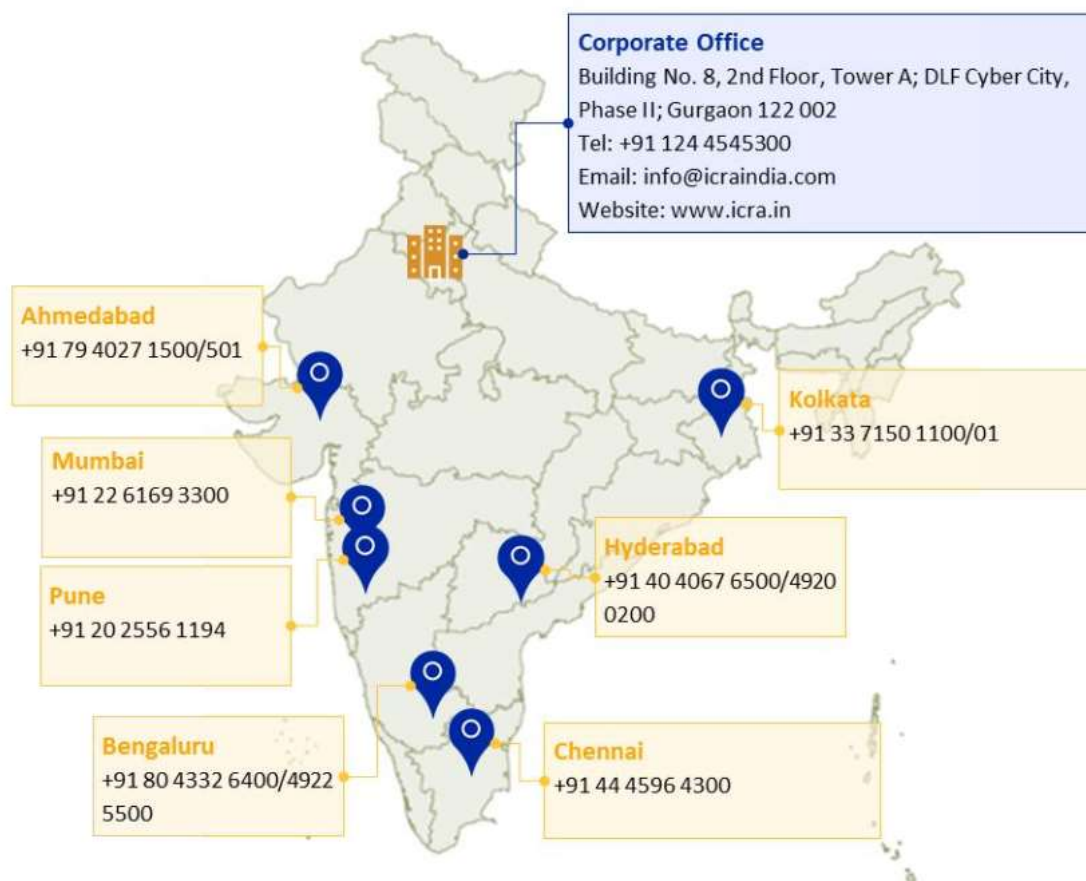 Corporate Office
Building No. 8, 2nd Floor, Tower A; DLF Cyber City,
Phase II; Gurgaon 122 002
Tel: +91 124 4545300
Email: info@icraindia.com
Website: www.icra.in
Ahmedabad
+91 79 4027 1500/501
Kolkata
+91 33 7150 1100/01
Mumbai
+91 22 6169 3300
Hyderabad
+91 40 4067 6500/4920
0200
Pune
+91 20 2556 1194
Bengaluru
+91 80 4332 6400/4922
5500
Chennai
+91 44 4596 4300